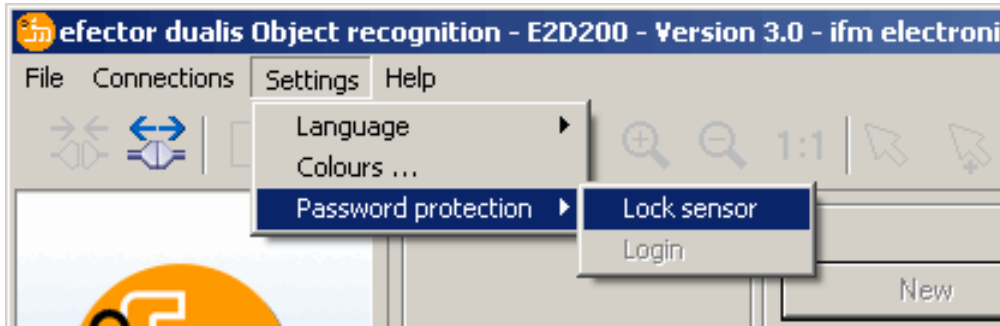 efector dualis Object recognition - E2D200 - Version 3.0 - ifm electroni
File Connections Settings Help
Language
1:1
Colours ...
Password protection Lock sensor
Login
New